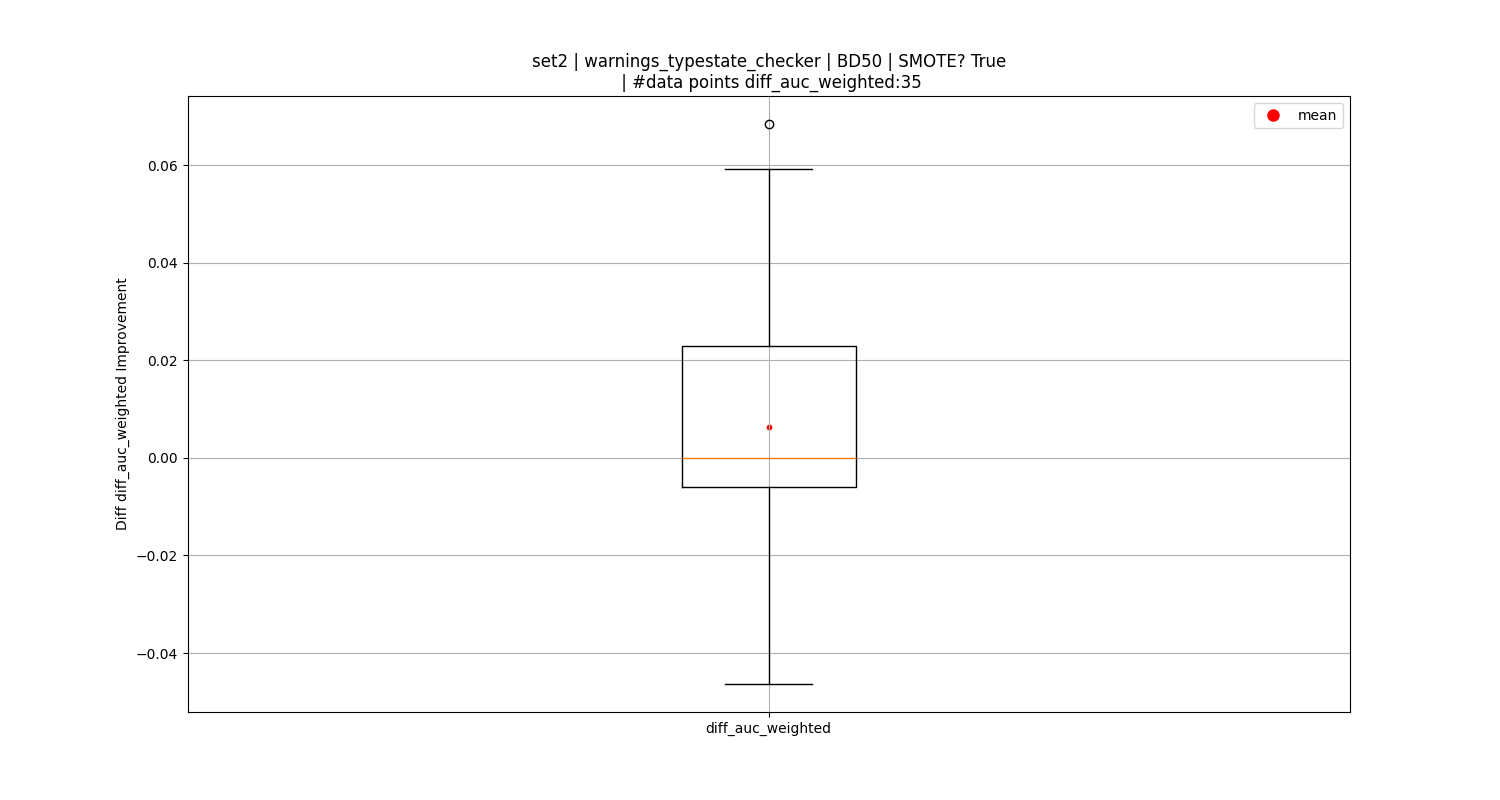 set2 | warnings_typestate_checker | BD50 | SMOTE? True
| #data points diff_auc_weighted:35
mean
0.06
0.04
0.02
0.00
−0.02
−0.04
Diff diff_auc_weighted Improvement
diff_auc_weighted